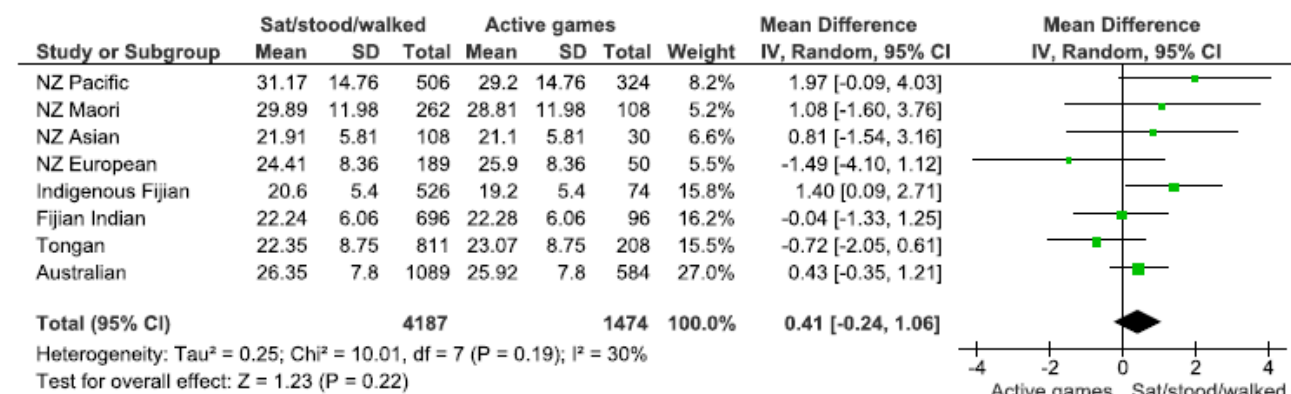 Sat/stood/walked Active games Mean Difference Mean Difference
Study or Subgroup Mean SD Total Mean SD Total Weight IV, Random, 95% CI IV, Random, 95% CI
NZ Pacific 31.17 14.76 506 29.2 14.76 324 8.2% 1.97 [-0.09, 4.03]
NZ Maori 29.89 11.98 262 28.81 11.98 108 5.2% 1.08 [-1.60, 3.76]
NZ Asian 21.91 5.81 108 21.1 5.81 30 6.6% 0.81 [-1.54, 3.16]
NZ European 24.41 8.36 189 25.9 8.36 50 5.5% -1.49 [-4.10, 1.12]
Indigenous Fijian 20.6 5.4 526 19.2 5.4 74 15.8% 1.40 [0.09, 2.71]
Fijian Indian 22.24 6.06 696 22.28 6.06 96 16.2% -0.04 [-1.33, 1.25]
Tongan 22.35 8.75 811 23.07 8.75 208 15.5% -0.72 [-2.05, 0.61]
Australian 26.35 7.8 1089 25.92 7.8 584 27.0% 0.43 [-0.35, 1.21]
Total (95% CI) 4187 1474 100.0% 0.41 [-0.24, 1.06]
Heterogeneity: Tau² = 0.25; Chi² = 10.01, df = 7 (P = 0.19); I² = 30%
Test for overall effect: Z = 1.23 (P = 0.22)
-4 -2 0 2 4
Active games Sat/stood/walked